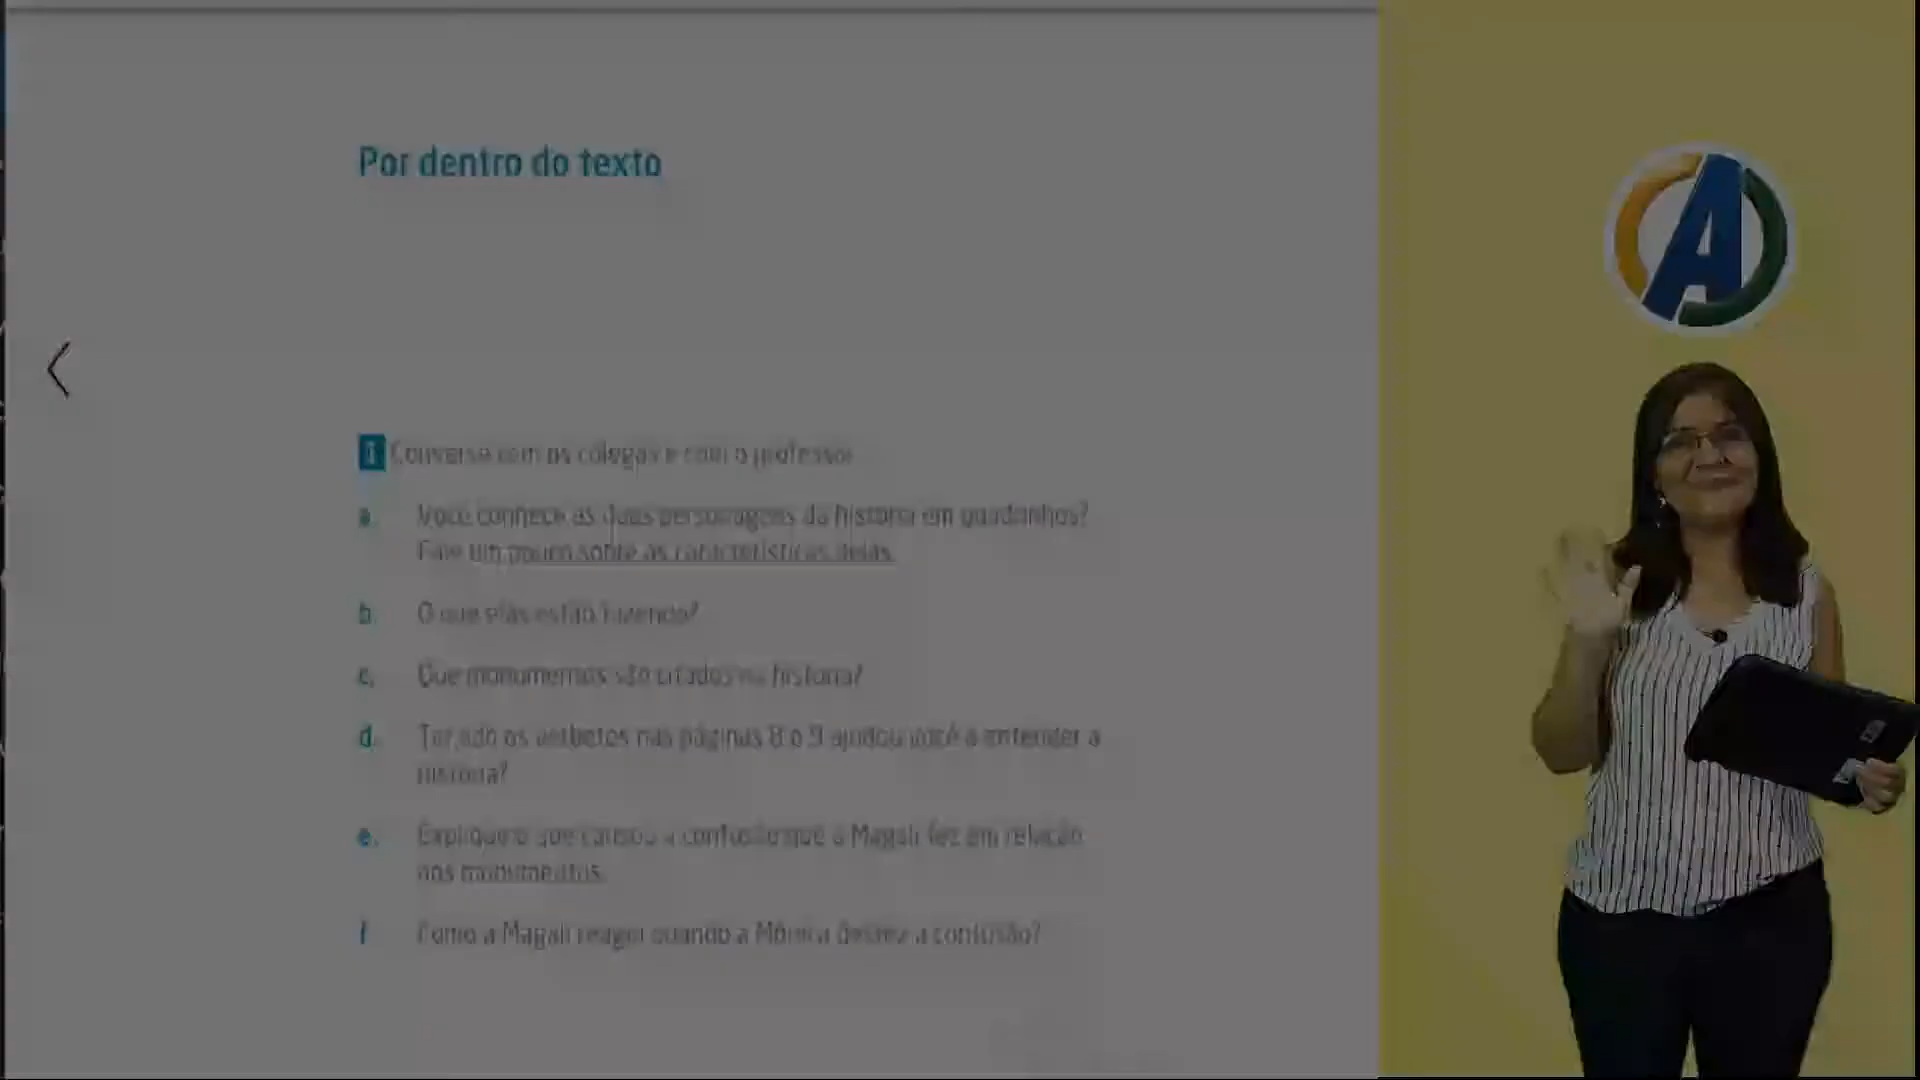 Por dentro do texto
1 Converse com os colegas e com o professor.
a. Você conhece as duas personagens da história em quadrinhos?
Fale um pouco sobre as características delas.
b. O que elas estão fazendo?
c. Que monumentos são citados na história?
d. Ter lido os verbetes nas páginas 8 e 9 ajudou você a entender a
história?
e. Explique o que causou a confusão que a Magali fez em relação
aos monumentos.
f Como a Magali reagiu quando a Mônica desfez a confusão?
A